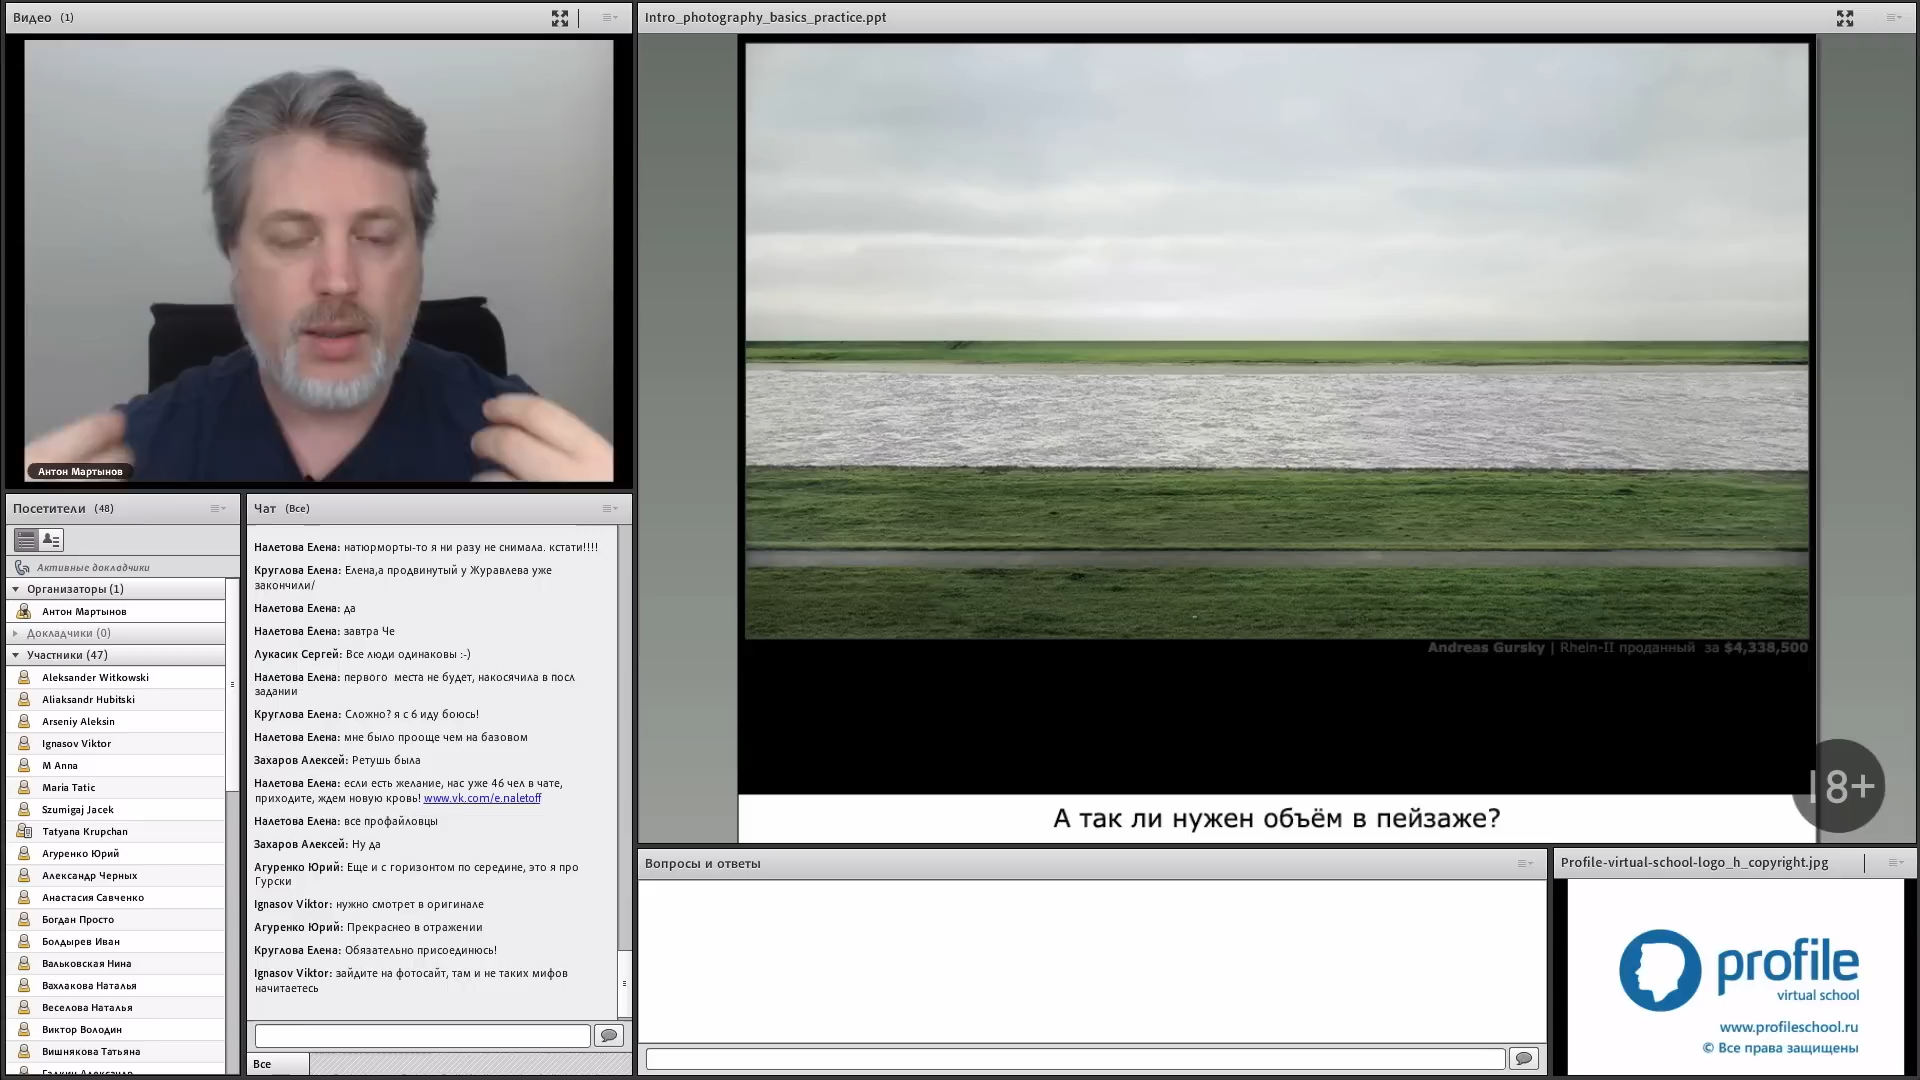 Видео (1)
Антон Мартынов
Посетители (48)
Активные докладчики
Организаторы (1)
Антон Мартынов
Докладчики (0)
Участники (47)
Aleksander Witkowski
Aliaksandr Hubitski
Arseniy Aleksin
Ignasov Viktor
M Anna
Maria Tatic
Szumigaj Jacek
Tatyana Krupchan
Агуренко Юрий
Александр Черных
Анастасия Савченко
Богдан Просто
Болдырев Иван
Вальковская Нина
Вахлакова Наталья
Веселова Наталья
Виктор Володин
Вишнякова Татьяна
Галкин Александр
Чат (Все)
Налетова Елена: натюрморты-то я ни разу не снимала. кстати!!!!
Круглова Елена: Елена,а продвинутый у Журавлева уже
закончили/
Налетова Елена: да
Налетова Елена: завтра Че
Лукасик Сергей: Все люди одинаковы :-)
Налетова Елена: первого места не будет, накосячила в посл
задании
Круглова Елена: Сложно? я с 6 иду боюсь!
Налетова Елена: мне было прооще чем на базовом
Захаров Алексей: Ретушь была
Налетова Елена: если есть желание, нас уже 46 чел в чате,
приходите, ждем новую кровь! www.vk.com/e.naletoff
Налетова Елена: все профайловцы
Захаров Алексей: Ну да
Агуренко Юрий: Еще и с горизонтом по середине, это я про
Гурски
Ignasov Viktor: нужно смотрет в оригинале
Агуренко Юрий: Прекраснео в отражении
Круглова Елена: Обязательно присоединюсь!
Ignasov Viktor: зайдите на фотосайт, там и не таких мифов
начитаетесь
Все
Intro_photography_basics_practice.ppt
Andreas Gursky | Rhein-II проданный за $4,338,500
18+
А так ли нужен объём в пейзаже?
Вопросы и ответы
Profile-virtual-school-logo_h_copyright.jpg
profile
virtual school
www.profileschool.ru
© Все права защищены